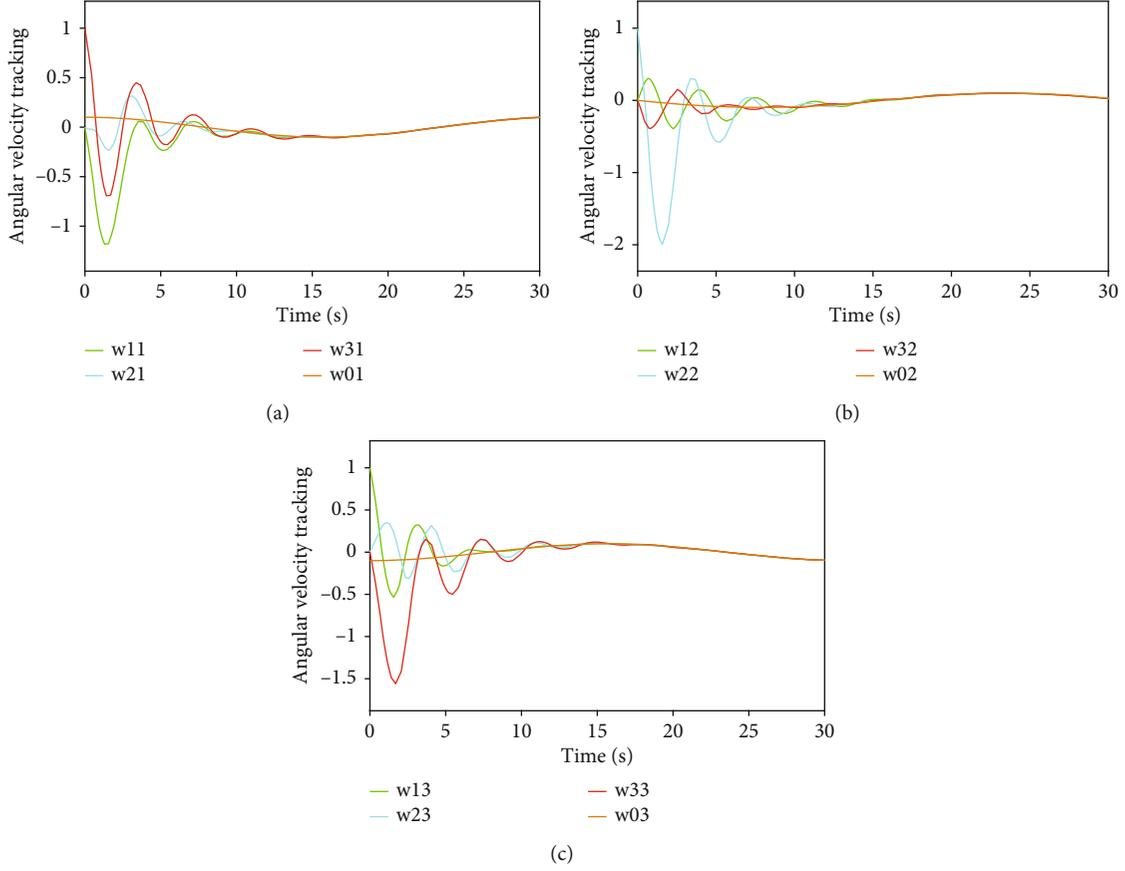 Angular velocity tracking
1
0.5
0
–0.5
–1
0 5 10 15 20 25 30
Time (s)
w11 w31
w21 w01
(a)
Angular velocity tracking
1
0
–1
–2
0 5 10 15 20 25 30
Time (s)
w12 w32
w22 w02
(b)
Angular velocity tracking
1
0.5
0
–0.5
–1
–1.5
0 5 10 15 20 25 30
Time (s)
w13 w33
w23 w03
(c)